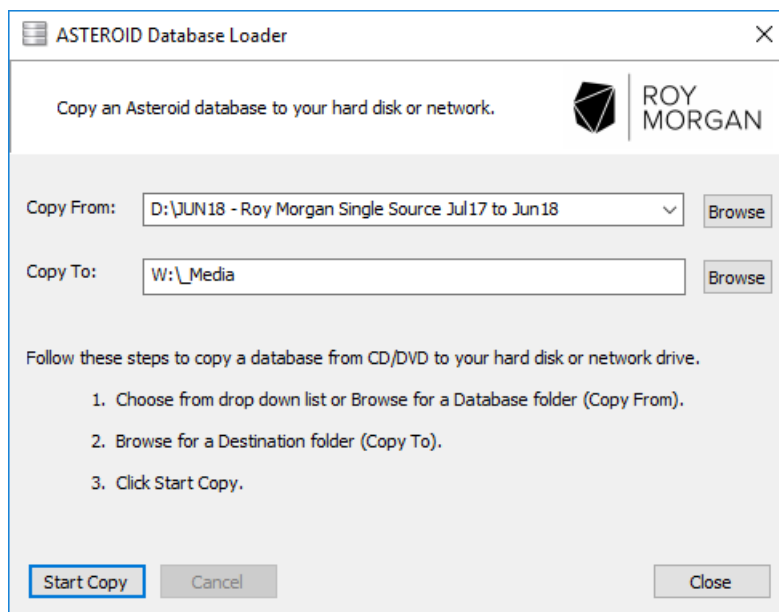 ASTEROID Database Loader
Copy an Asteroid database to your hard disk or network.
ROY
MORGAN
Copy From:
D:\JUN18 - Roy Morgan Single Source Jul17 to Jun18
Browse
Copy To:
W:\_Media
Browse
Follow these steps to copy a database from CD/DVD to your hard disk or network drive.
1. Choose from drop down list or Browse for a Database folder (Copy From).
2. Browse for a Destination folder (Copy To).
3. Click Start Copy.
Start Copy
Cancel
Close